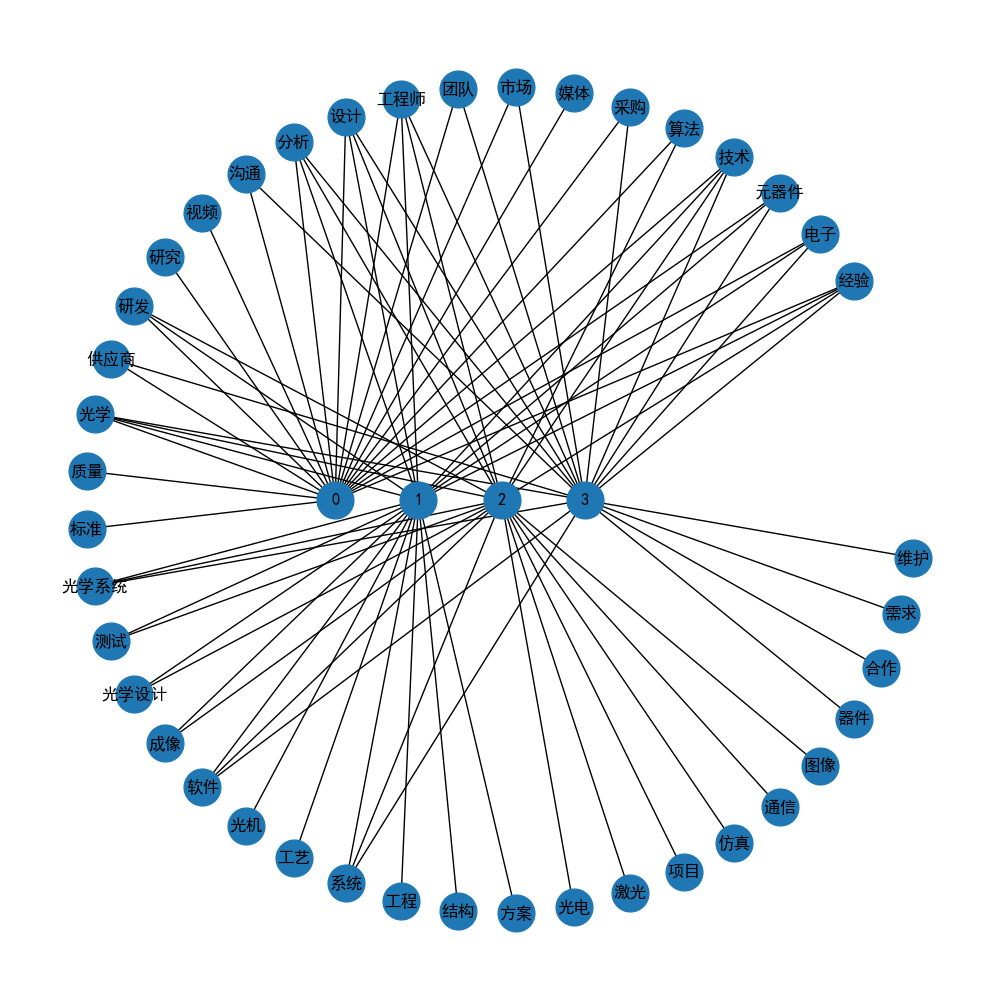 市场
团队
媒体
工程师
采购
设计
算法
分析
技术
沟通
元器件
视频
电子
研究
经验
研发
供应商
光学
质量
0
1
2
3
标准
维护
光学系统
需求
测试
合作
光学设计
器件
成像
图像
软件
通信
光机
仿真
工艺
项目
系统
激光
工程
光电
结构
方案